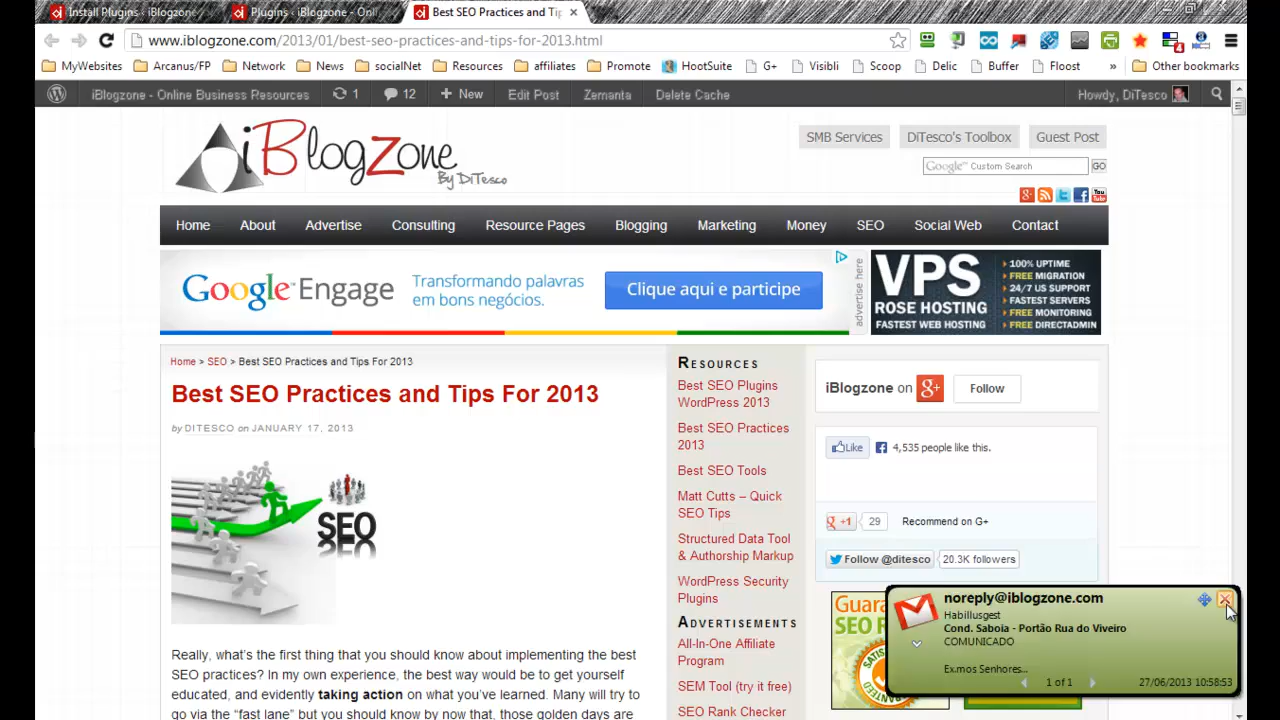 Install Plugins ‹ iBlogzone
Plugins ‹ iBlogzone - Onli
Best SEO Practices and Tip
www.iblogzone.com/2013/01/best-seo-practices-and-tips-for-2013.html
MyWebsites
Arcanus/FP
Network
News
socialNet
Resources
affiliates
Promote
HootSuite
G+
Visibli
Scoop
Delic
Buffer
Floost
»
Other bookmarks
iBlogzone - Online Business Resources
1
12
+ New
Edit Post
Zemanta
Delete Cache
Howdy, DiTesco
iBlogZone
By DiTesco
SMB Services
DiTesco's Toolbox
Guest Post
Google™ Custom Search
GO
Home
About
Advertise
Consulting
Resource Pages
Blogging
Marketing
Money
SEO
Social Web
Contact
Google™ Engage
Transformando palavras
em bons negócios.
Clique aqui e participe
advertise here
VPS
ROSE HOSTING
FASTEST WEB HOSTING
100% UPTIME
FREE MIGRATION
24/7 US SUPPORT
FASTEST SERVERS
FREE MONITORING
FREE DIRECTADMIN
Home > SEO > Best SEO Practices and Tips For 2013
Best SEO Practices and Tips For 2013
by DITESCO on JANUARY 17, 2013
SEO
Really, what's the first thing that you should know about implementing the best
SEO practices? In my own experience, the best way would be to get yourself
educated, and evidently taking action on what you've learned. Many will try to
go via the "fast lane" but you should know by now that, those golden days are
RESOURCES
Best SEO Plugins
WordPress 2013
Best SEO Practices
2013
Best SEO Tools
Matt Cutts – Quick
SEO Tips
Structured Data Tool
& Authorship Markup
WordPress Security
Plugins
ADVERTISEMENTS
All-In-One Affiliate
Program
SEM Tool (try it free)
SEO Rank Checker
iBlogzone on
g+
Follow
Like
4,535 people like this.
+1
29
Recommend on G+
Follow @ditesco
20.3K followers
noreply@iblogzone.com
Habillusgest
Cond. Saboia - Portão Rua do Viveiro
COMUNICADO
Ex.mos Senhores...
1 of 1
27/06/2013 10:58:53